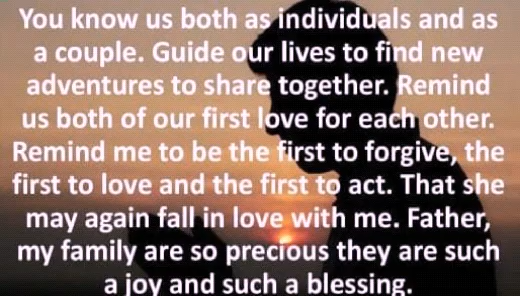 You know us both as individuals and as
a couple. Guide our lives to find new
adventures to share together. Remind
us both of our first love for each other.
Remind me to be the first to forgive, the
first to love and the first to act. That she
may again fall in love with me. Father,
my family are so precious they are such
a joy and such a blessing.